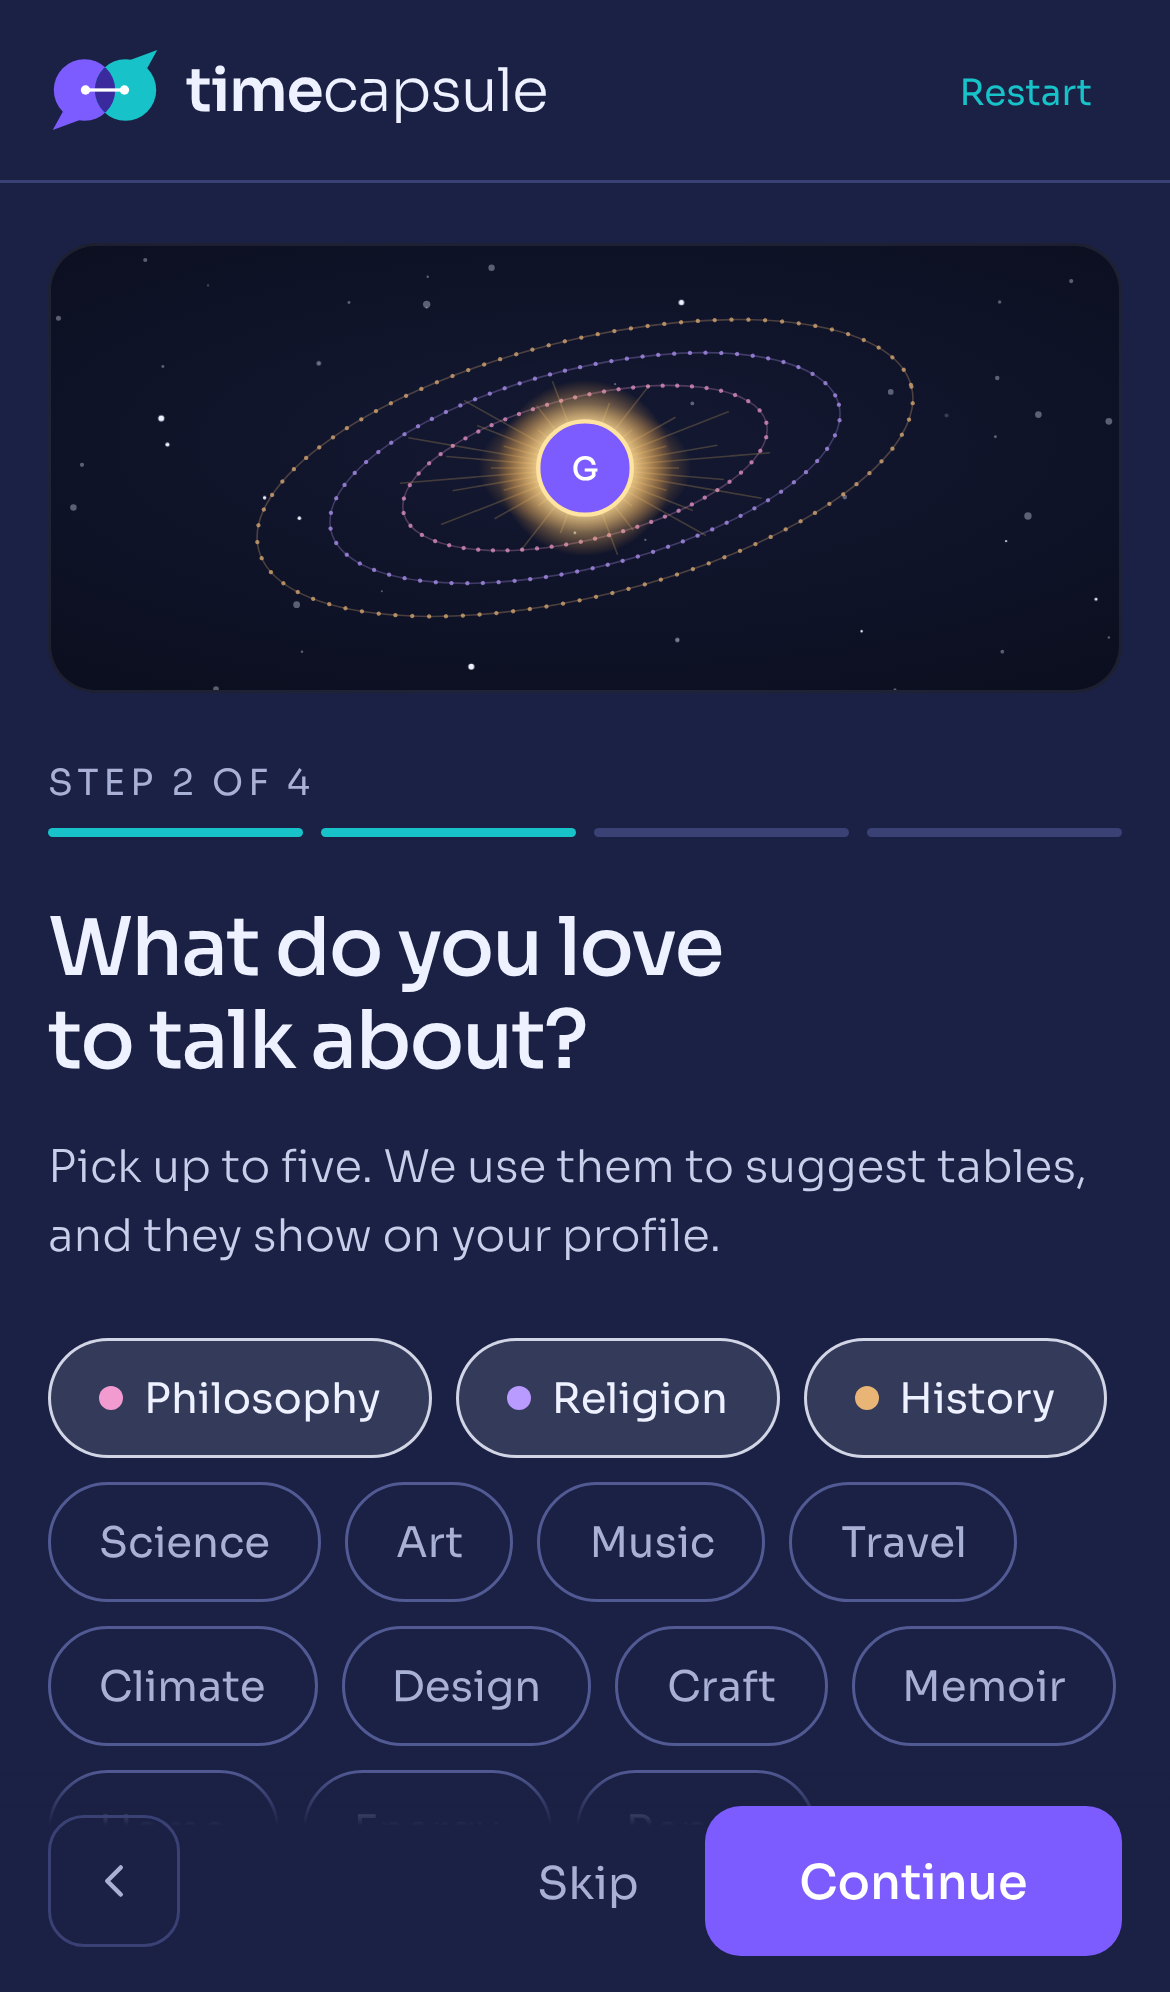 timecapsule
Restart
G
STEP 2 OF 4
What do you love
to talk about?
Pick up to five. We use them to suggest tables,
and they show on your profile.
Philosophy Religion History
Science Art Music Travel
Climate Design Craft Memoir
Skip Continue